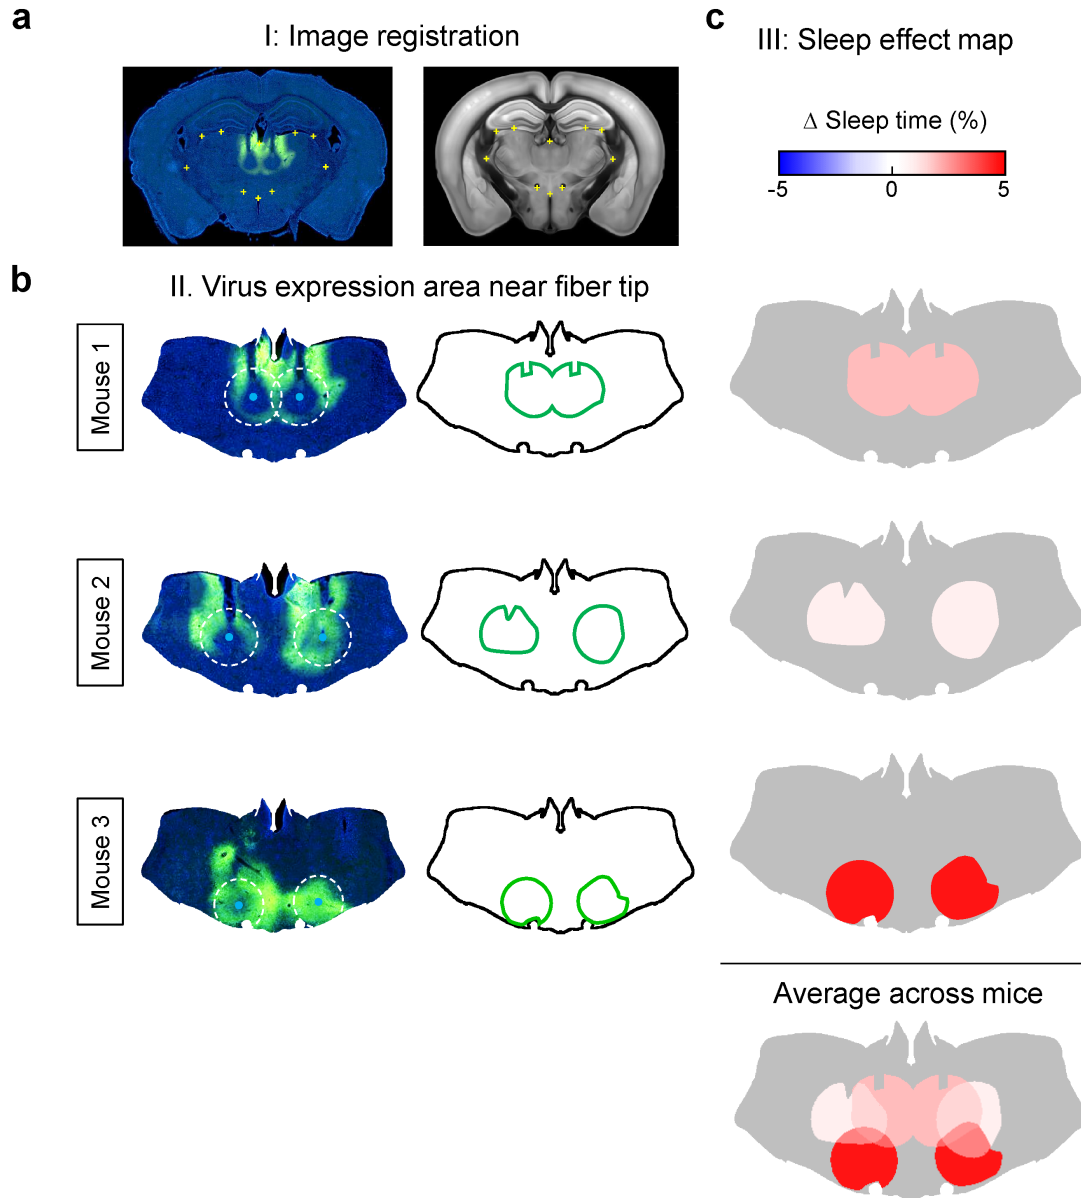 a
I: Image registration
c
III: Sleep effect map
Δ Sleep time (%)
-5 0 5
b
II. Virus expression area near fiber tip
Mouse 1
Mouse 2
Mouse 3
Average across mice